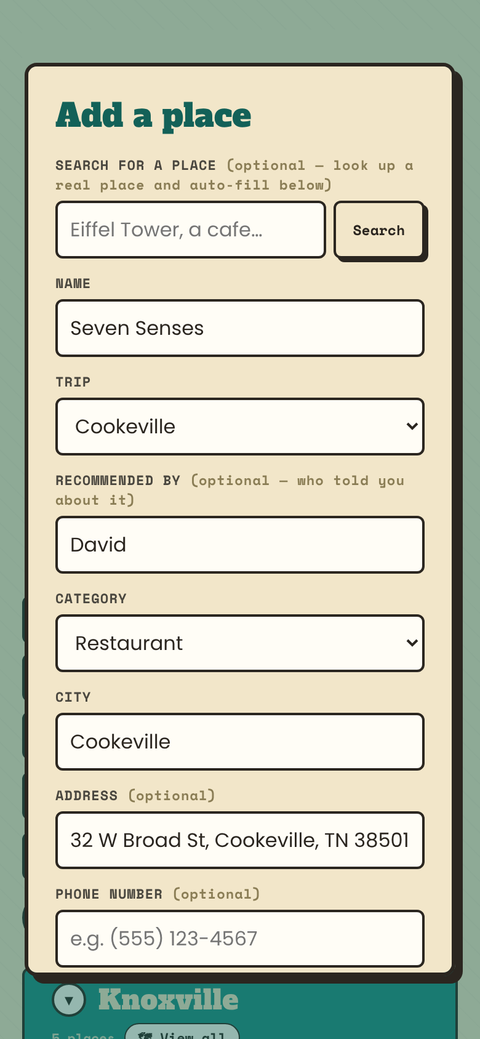 Add a place
SEARCH FOR A PLACE (optional — look up a
real place and auto-fill below)
Eiffel Tower, a cafe...
Search
NAME
Seven Senses
TRIP
Cookeville
RECOMMENDED BY (optional — who told you
about it)
David
CATEGORY
Restaurant
CITY
Cookeville
ADDRESS (optional)
32 W Broad St, Cookeville, TN 38501
PHONE NUMBER (optional)
e.g. (555) 123-4567
Knoxville
5 places
View all